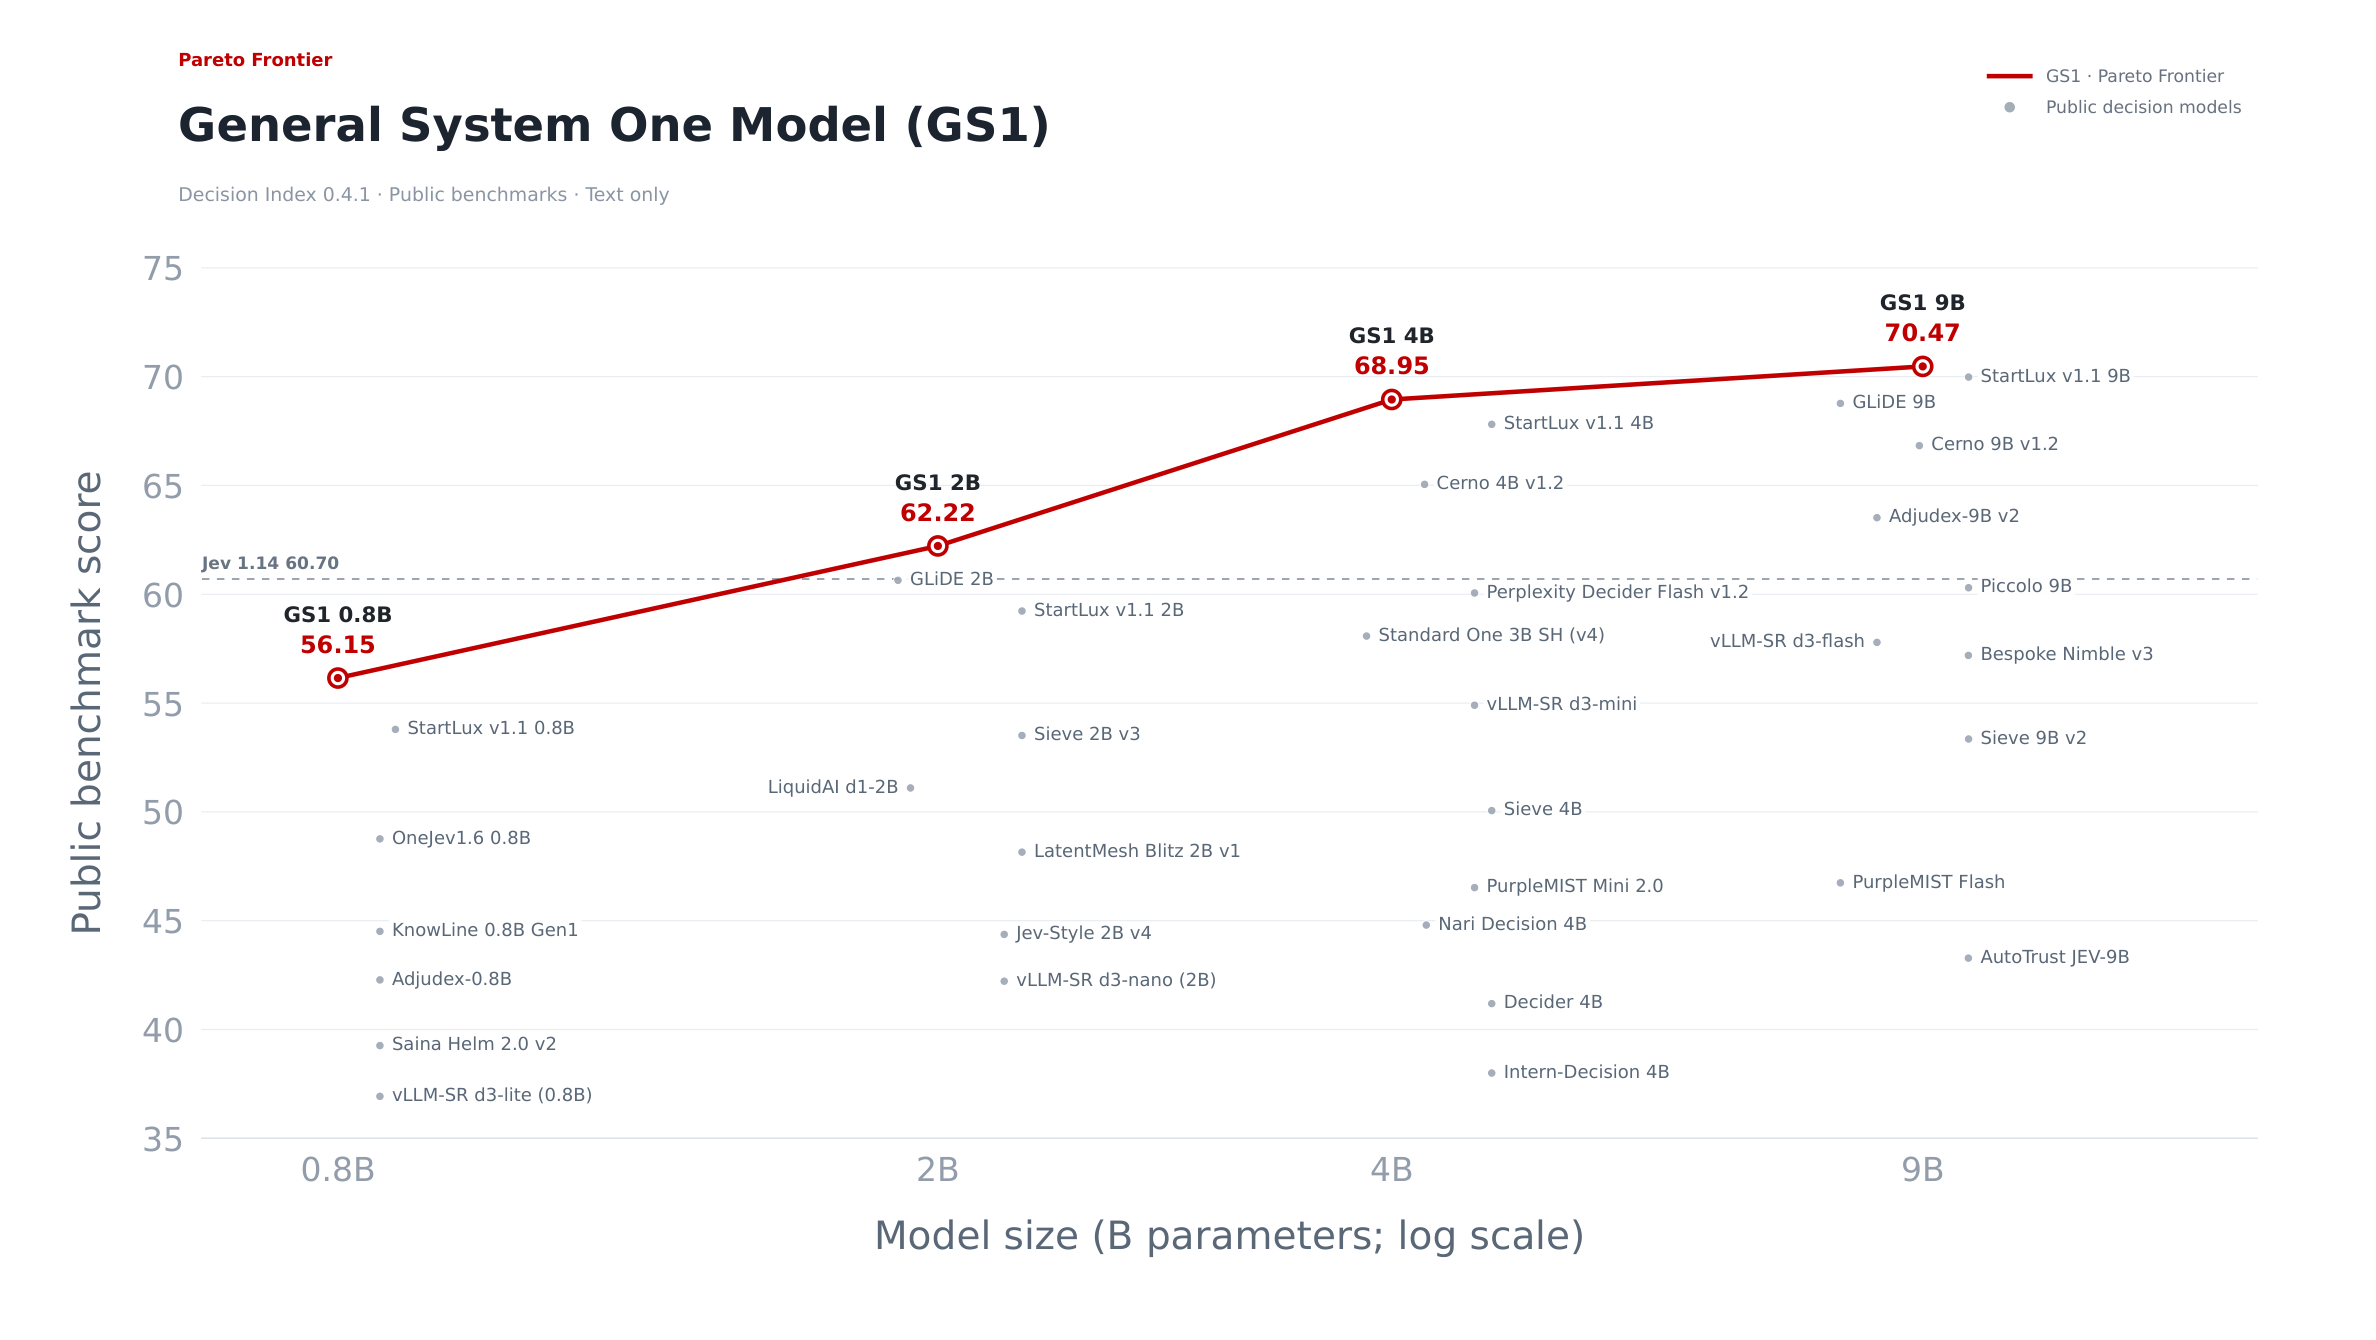 Pareto Frontier
General System One Model (GS1)
Decision Index 0.4.1 · Public benchmarks · Text only
GS1 · Pareto Frontier
Public decision models
Public benchmark score
75
70
65
60
55
50
45
40
35
GS1 9B
70.47
GS1 4B
68.95
StartLux v1.1 9B
GLiDE 9B
StartLux v1.1 4B
Cerno 9B v1.2
GS1 2B
62.22
Cerno 4B v1.2
Adjudex-9B v2
Jev 1.14 60.70
GLiDE 2B
Piccolo 9B
Perplexity Decider Flash v1.2
GS1 0.8B
56.15
StartLux v1.1 2B
Standard One 3B SH (v4)
vLLM-SR d3-flash
Bespoke Nimble v3
vLLM-SR d3-mini
StartLux v1.1 0.8B
Sieve 2B v3
Sieve 9B v2
LiquidAI d1-2B
Sieve 4B
OneJev1.6 0.8B
LatentMesh Blitz 2B v1
PurpleMIST Mini 2.0
PurpleMIST Flash
KnowLine 0.8B Gen1
Jev-Style 2B v4
Nari Decision 4B
AutoTrust JEV-9B
Adjudex-0.8B
vLLM-SR d3-nano (2B)
Decider 4B
Saina Helm 2.0 v2
Intern-Decision 4B
vLLM-SR d3-lite (0.8B)
0.8B
2B
4B
9B
Model size (B parameters; log scale)